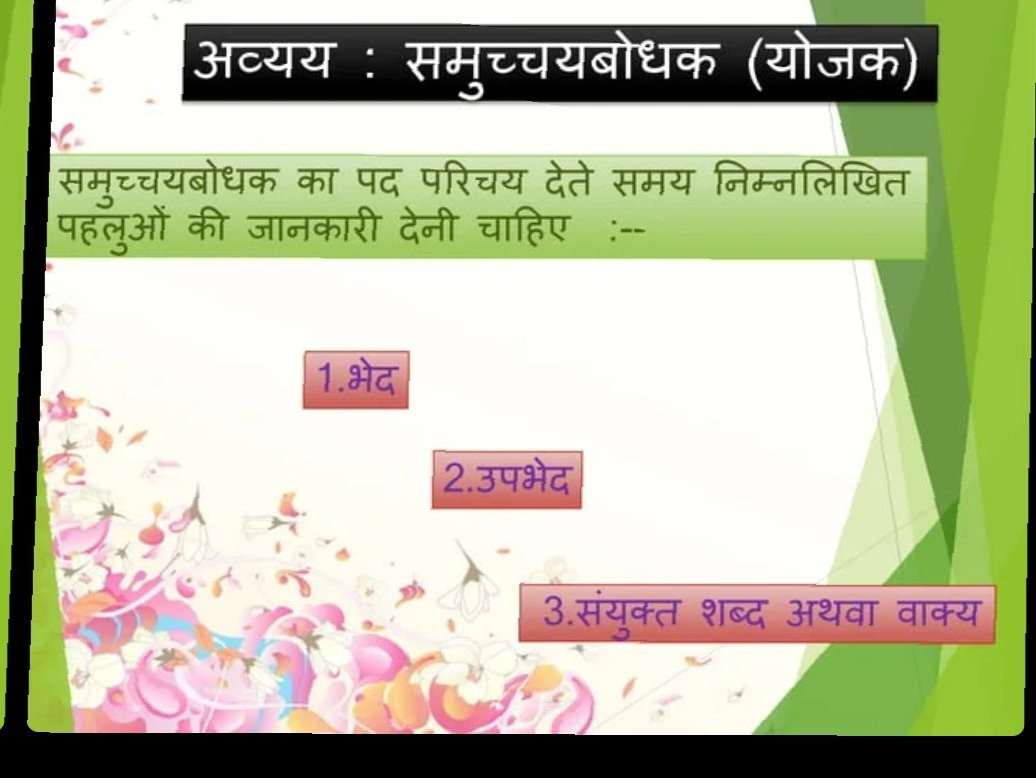 अव्यय : समुच्चयबोधक (योजक)
समुच्चयबोधक का पद परिचय देते समय निम्नलिखित
पहलुओं की जानकारी देनी चाहिए :--
1.भेद
2.उपभेद
3.संयुक्त शब्द अथवा वाक्य